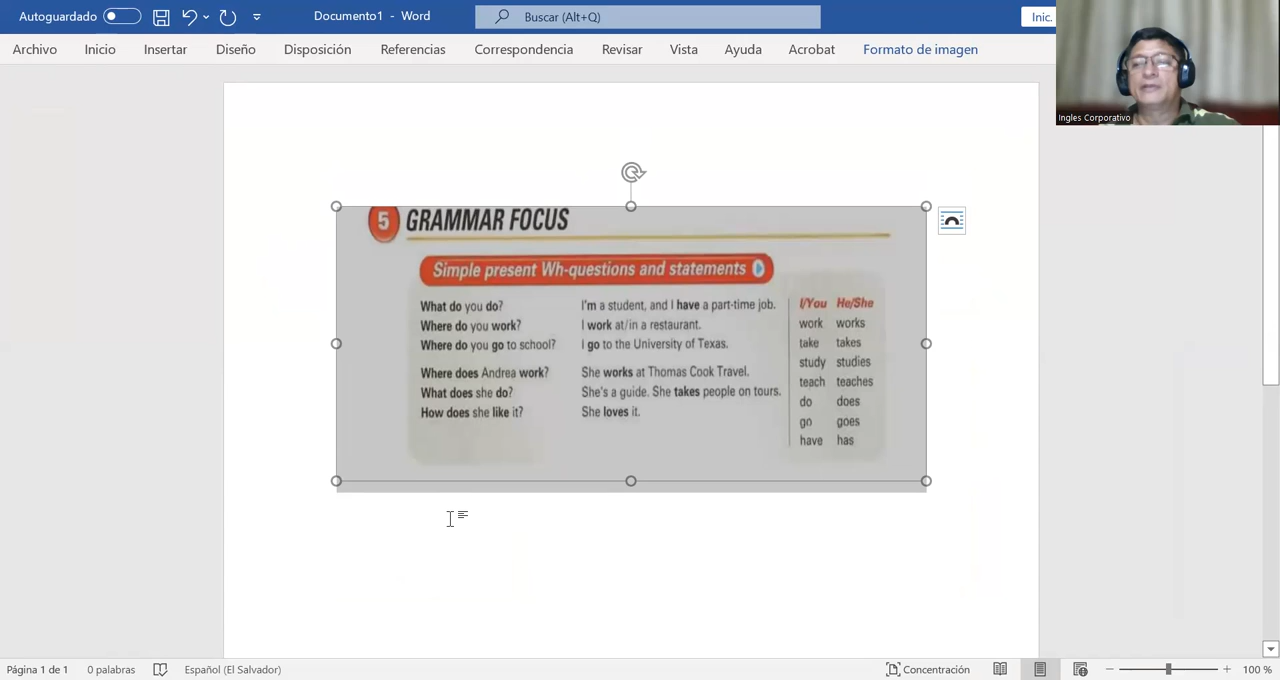 Autoguardado
Documento1 - Word
Buscar (Alt+Q)
Inic.
Archivo Inicio Insertar Diseño Disposición Referencias Correspondencia Revisar Vista Ayuda Acrobat Formato de imagen
Ingles Corporativo
5 GRAMMAR FOCUS
Simple present Wh-questions and statements
What do you do? I'm a student, and I have a part-time job.
Where do you work? I work at/in a restaurant.
Where do you go to school? I go to the University of Texas.
Where does Andrea work? She works at Thomas Cook Travel.
What does she do? She's a guide. She takes people on tours.
How does she like it? She loves it.
I/You He/She
work works
take takes
study studies
teach teaches
do does
go goes
have has
Página 1 de 1 0 palabras Español (El Salvador) Concentración 100 %